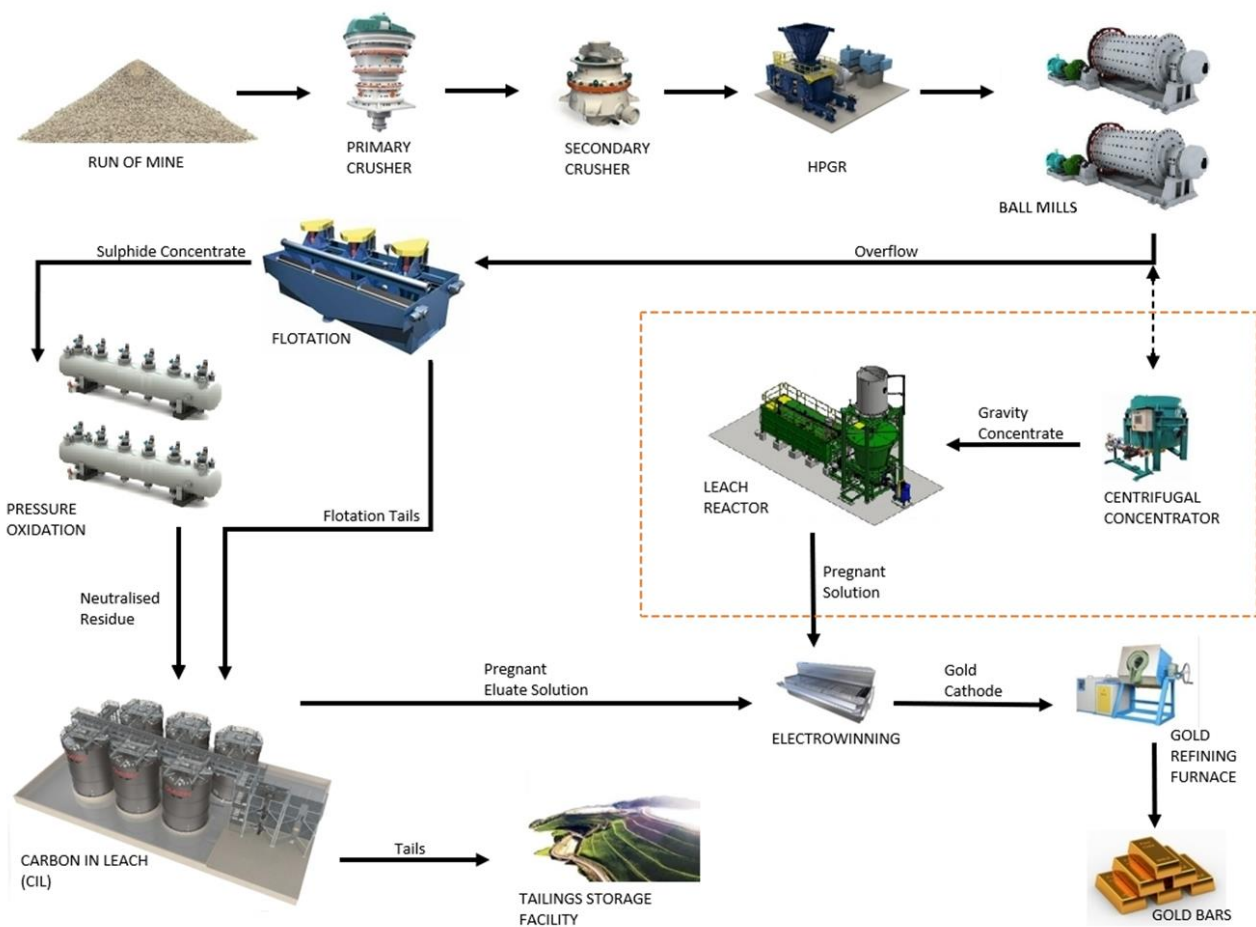 RUN OF MINE
PRIMARY
CRUSHER
SECONDARY
CRUSHER
HPGR
BALL MILLS
Sulphide Concentrate
Overflow
FLOTATION
Gravity
Concentrate
LEACH
REACTOR
CENTRIFUGAL
CONCENTRATOR
PRESSURE
OXIDATION
Flotation Tails
Pregnant
Solution
Neutralised
Residue
Pregnant
Eluate Solution
Gold
Cathode
ELECTROWINNING
GOLD
REFINING
FURNACE
CARBON IN LEACH
(CIL)
Tails
TAILINGS STORAGE
FACILITY
GOLD BARS